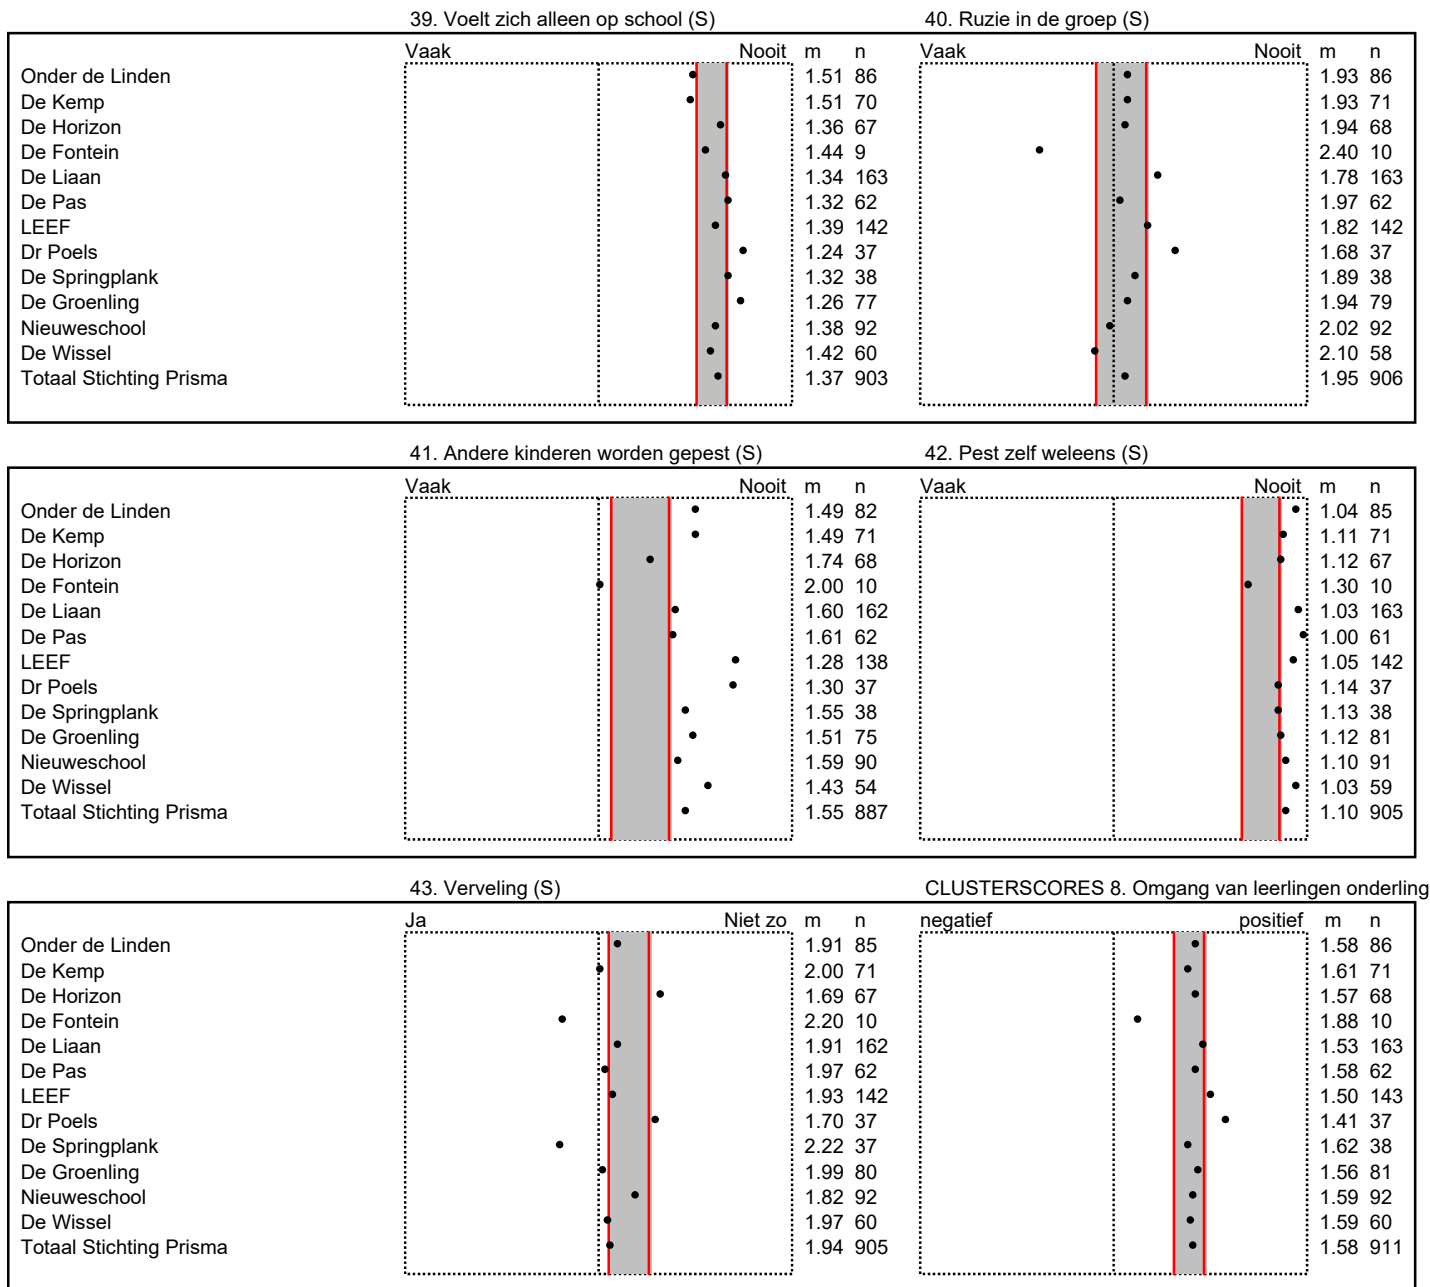 39. Voelt zich alleen op school (S) 40. Ruzie in de groep (S)
Vaak Nooit m n Vaak Nooit m n
Onder de Linden 1.51 86 1.93 86
De Kemp 1.51 70 1.93 71
De Horizon 1.36 67 1.94 68
De Fontein 1.44 9 2.40 10
De Liaan 1.34 163 1.78 163
De Pas 1.32 62 1.97 62
LEEF 1.39 142 1.82 142
Dr Poels 1.24 37 1.68 37
De Springplank 1.32 38 1.89 38
De Groenling 1.26 77 1.94 79
Nieuweschool 1.38 92 2.02 92
De Wissel 1.42 60 2.10 58
Totaal Stichting Prisma 1.37 903 1.95 906
41. Andere kinderen worden gepest (S) 42. Pest zelf weleens (S)
Vaak Nooit m n Vaak Nooit m n
Onder de Linden 1.49 82 1.04 85
De Kemp 1.49 71 1.11 71
De Horizon 1.74 68 1.12 67
De Fontein 2.00 10 1.30 10
De Liaan 1.60 162 1.03 163
De Pas 1.61 62 1.00 61
LEEF 1.28 138 1.05 142
Dr Poels 1.30 37 1.14 37
De Springplank 1.55 38 1.13 38
De Groenling 1.51 75 1.12 81
Nieuweschool 1.59 90 1.10 91
De Wissel 1.43 54 1.03 59
Totaal Stichting Prisma 1.55 887 1.10 905
43. Verveling (S) CLUSTERSCORES 8. Omgang van leerlingen onderling
Ja Niet zo m n negatief positief m n
Onder de Linden 1.91 85 1.58 86
De Kemp 2.00 71 1.61 71
De Horizon 1.69 67 1.57 68
De Fontein 2.20 10 1.88 10
De Liaan 1.91 162 1.53 163
De Pas 1.97 62 1.58 62
LEEF 1.93 142 1.50 143
Dr Poels 1.70 37 1.41 37
De Springplank 2.22 37 1.62 38
De Groenling 1.99 80 1.56 81
Nieuweschool 1.82 92 1.59 92
De Wissel 1.97 60 1.59 60
Totaal Stichting Prisma 1.94 905 1.58 911